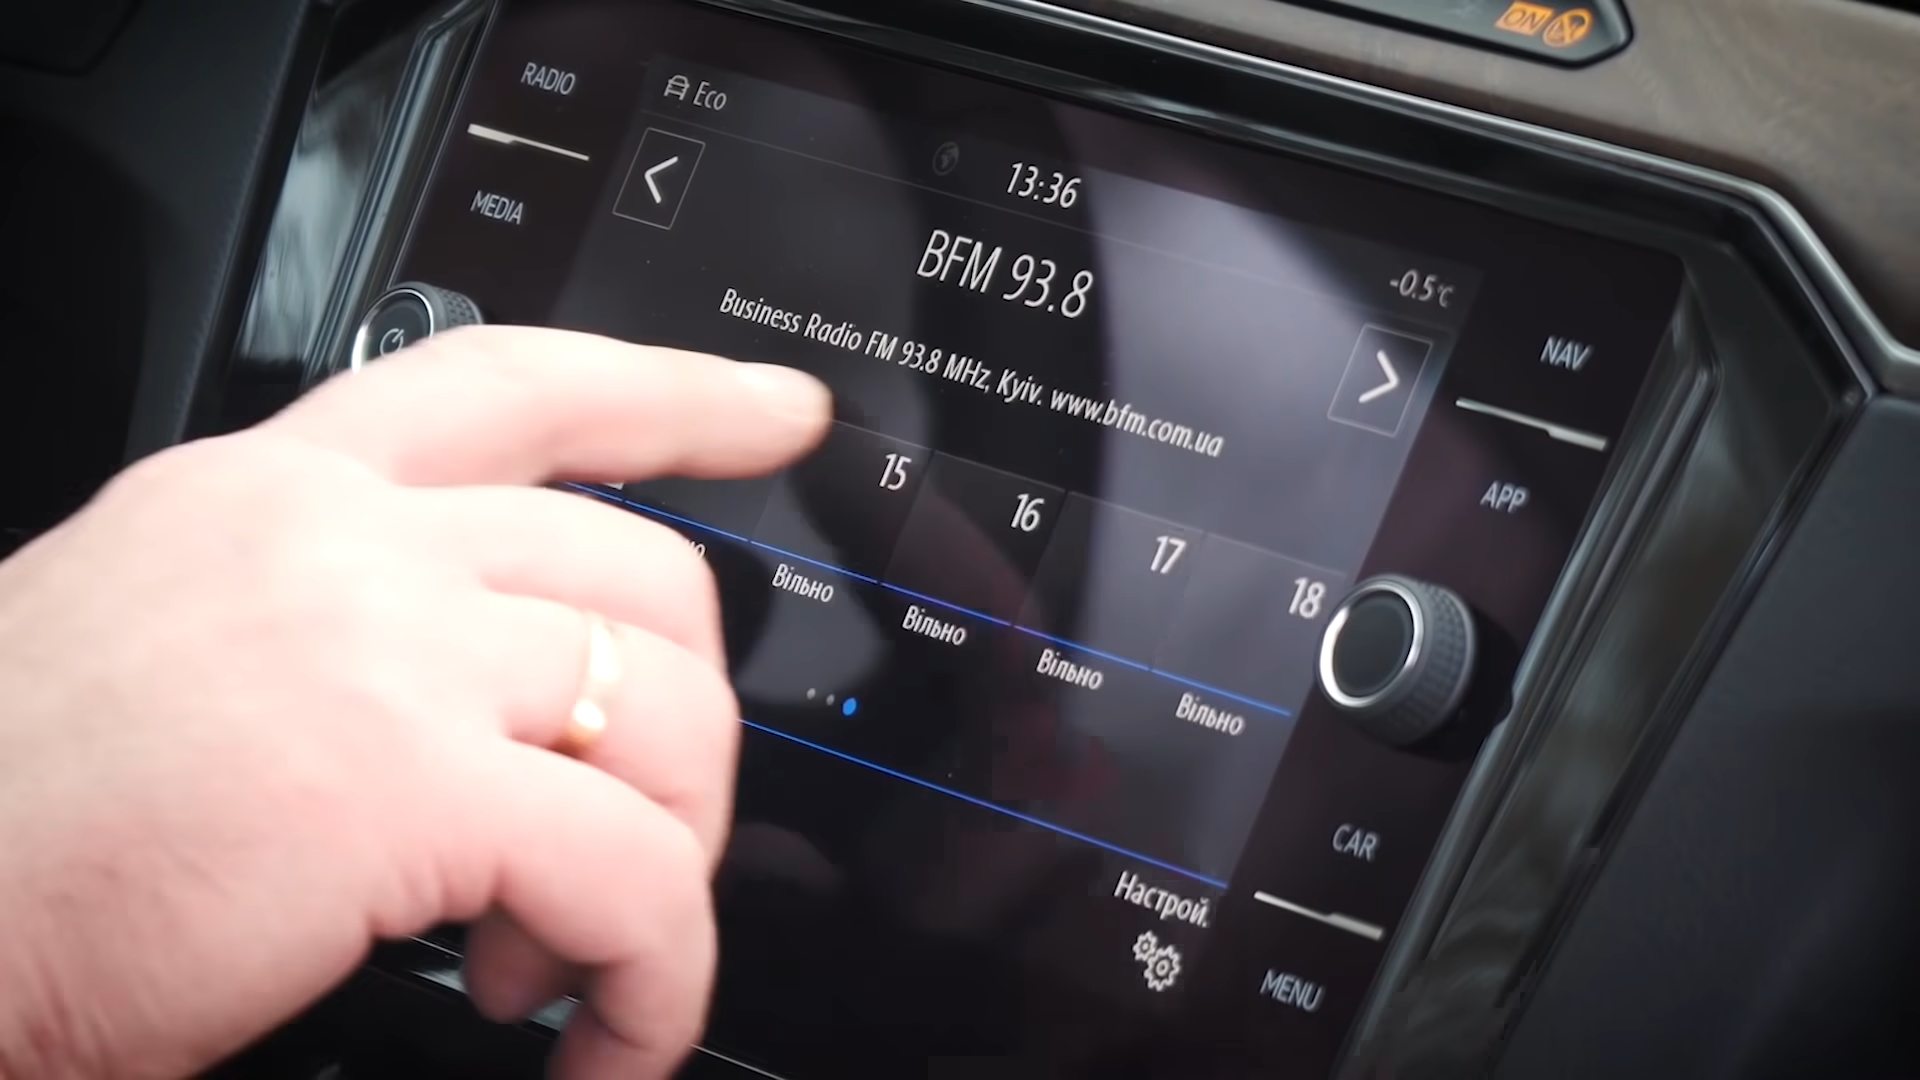 ON
RADIO
Eco
13:36
MEDIA
BFM 93.8
-0.5°C
Business Radio FM 93.8 MHz, Kyiv. www.bfm.com.ua
NAV
APP
15
16
17
18
Вільно
Вільно
Вільно
Вільно
CAR
Настрой.
MENU